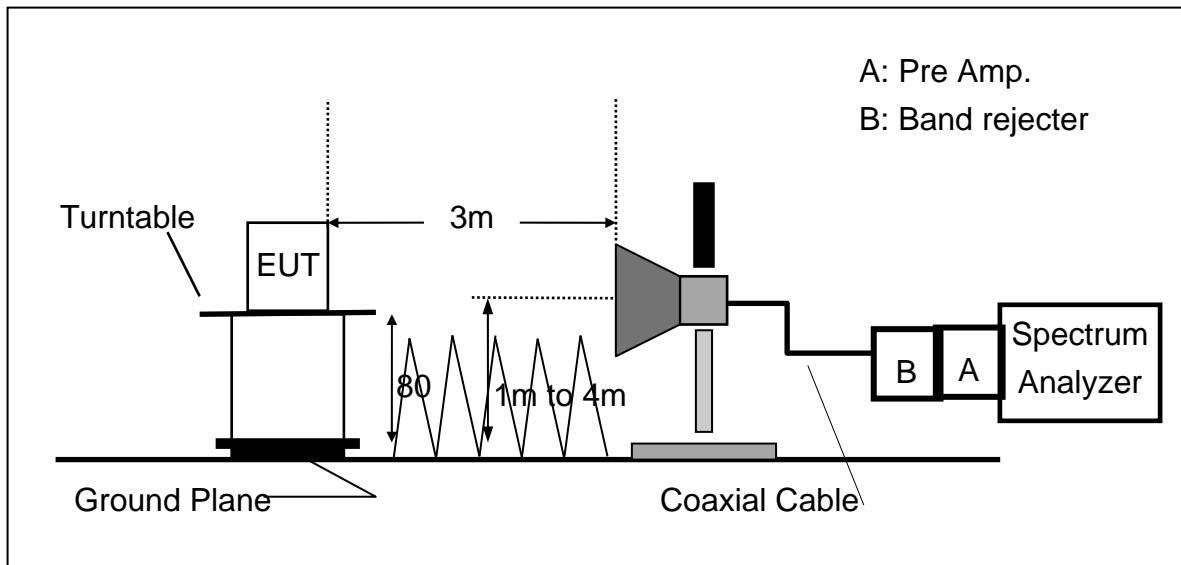 A: Pre Amp.
B: Band rejecter
Turntable
3m
EUT
80
1m to 4m
B
A
Spectrum
Analyzer
Ground Plane
Coaxial Cable